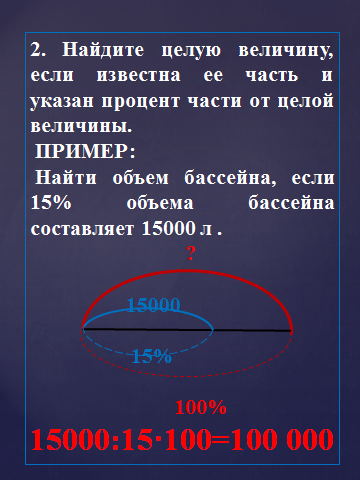 2. Найдите целую величину,
если известна ее часть и
указан процент части от целой
величины.
ПРИМЕР:
Найти объем бассейна, если
15% объема бассейна
составляет 15000 л .
?
15000
15%
100%
15000:15·100=100 000